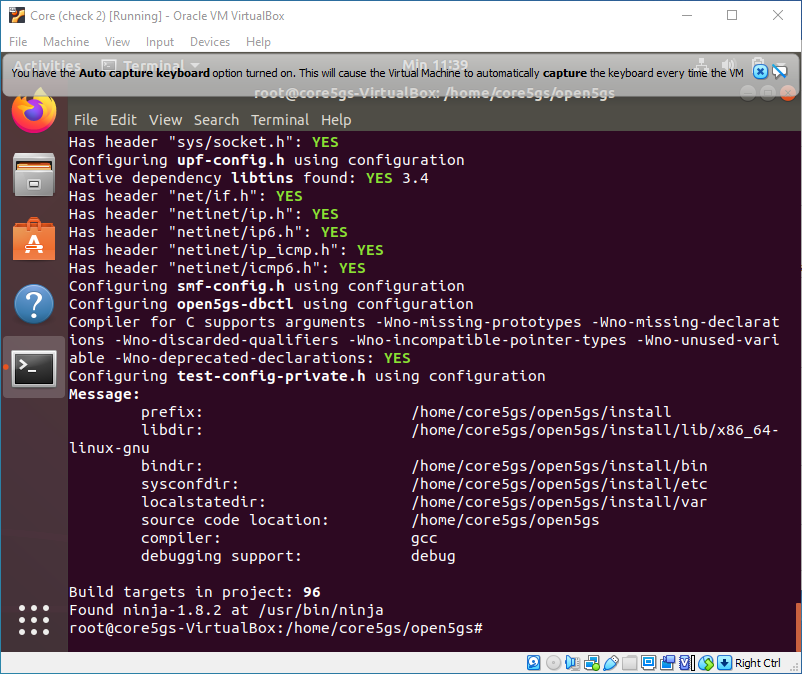 Core (check 2) [Running] - Oracle VM VirtualBox
File Machine View Input Devices Help
Activities Terminal Min 11:39
You have the Auto capture keyboard option turned on. This will cause the Virtual Machine to automatically capture the keyboard every time the VM
root@core5gs-VirtualBox: /home/core5gs/open5gs
File Edit View Search Terminal Help
Has header "sys/socket.h": YES
Configuring upf-config.h using configuration
Native dependency libtins found: YES 3.4
Has header "net/if.h": YES
Has header "netinet/ip.h": YES
Has header "netinet/ip6.h": YES
Has header "netinet/ip_icmp.h": YES
Has header "netinet/icmp6.h": YES
Configuring smf-config.h using configuration
Configuring open5gs-dbctl using configuration
Compiler for C supports arguments -Wno-missing-prototypes -Wno-missing-declarat
ions -Wno-discarded-qualifiers -Wno-incompatible-pointer-types -Wno-unused-vari
able -Wno-deprecated-declarations: YES
Configuring test-config-private.h using configuration
Message:
prefix: /home/core5gs/open5gs/install
libdir: /home/core5gs/open5gs/install/lib/x86_64-
linux-gnu
bindir: /home/core5gs/open5gs/install/bin
sysconfdir: /home/core5gs/open5gs/install/etc
localstatedir: /home/core5gs/open5gs/install/var
source code location: /home/core5gs/open5gs
compiler: gcc
debugging support: debug
Build targets in project: 96
Found ninja-1.8.2 at /usr/bin/ninja
root@core5gs-VirtualBox:/home/core5gs/open5gs#
Right Ctrl